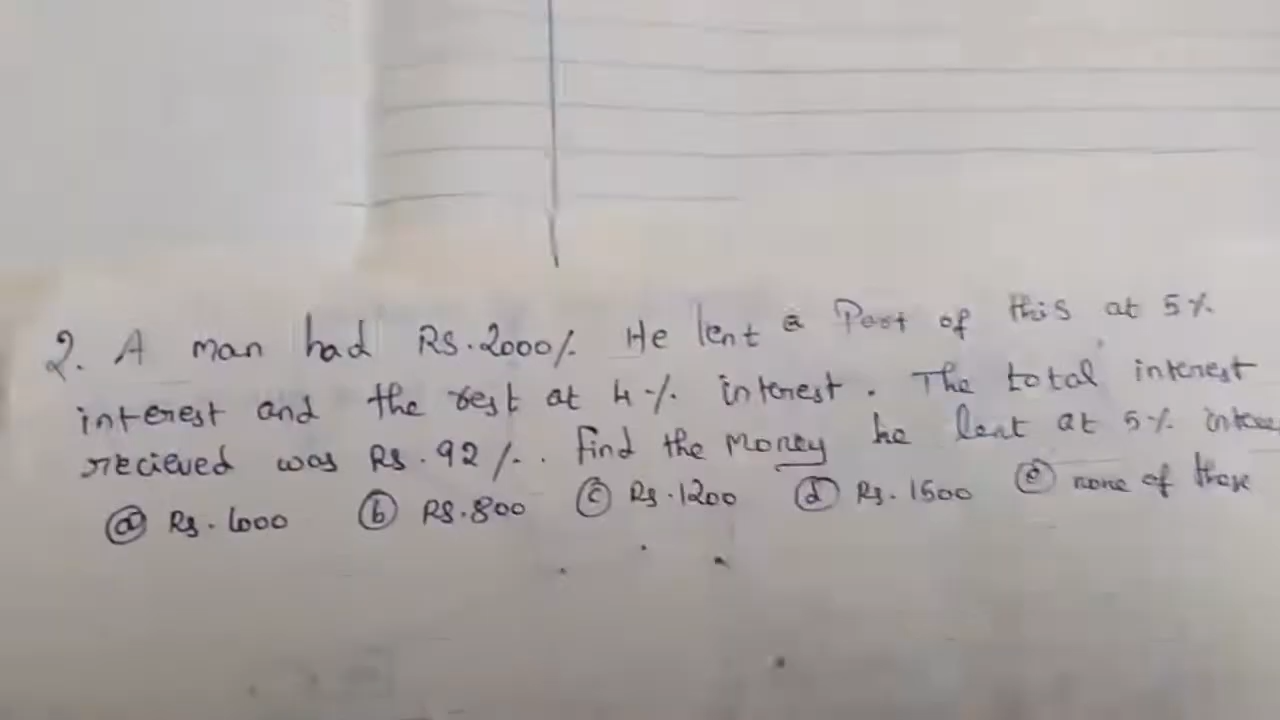 2. A man had Rs.2000/. He lent a Part of this at 5%
interest and the rest at 4% interest. The total interest
recieved was Rs.92/-. find the Money he lent at 5%
@ Rs. 1000 ⓑ Rs.800 ⓒ Rs.1200 ⓓ Rs.1500 ⓔ none of these